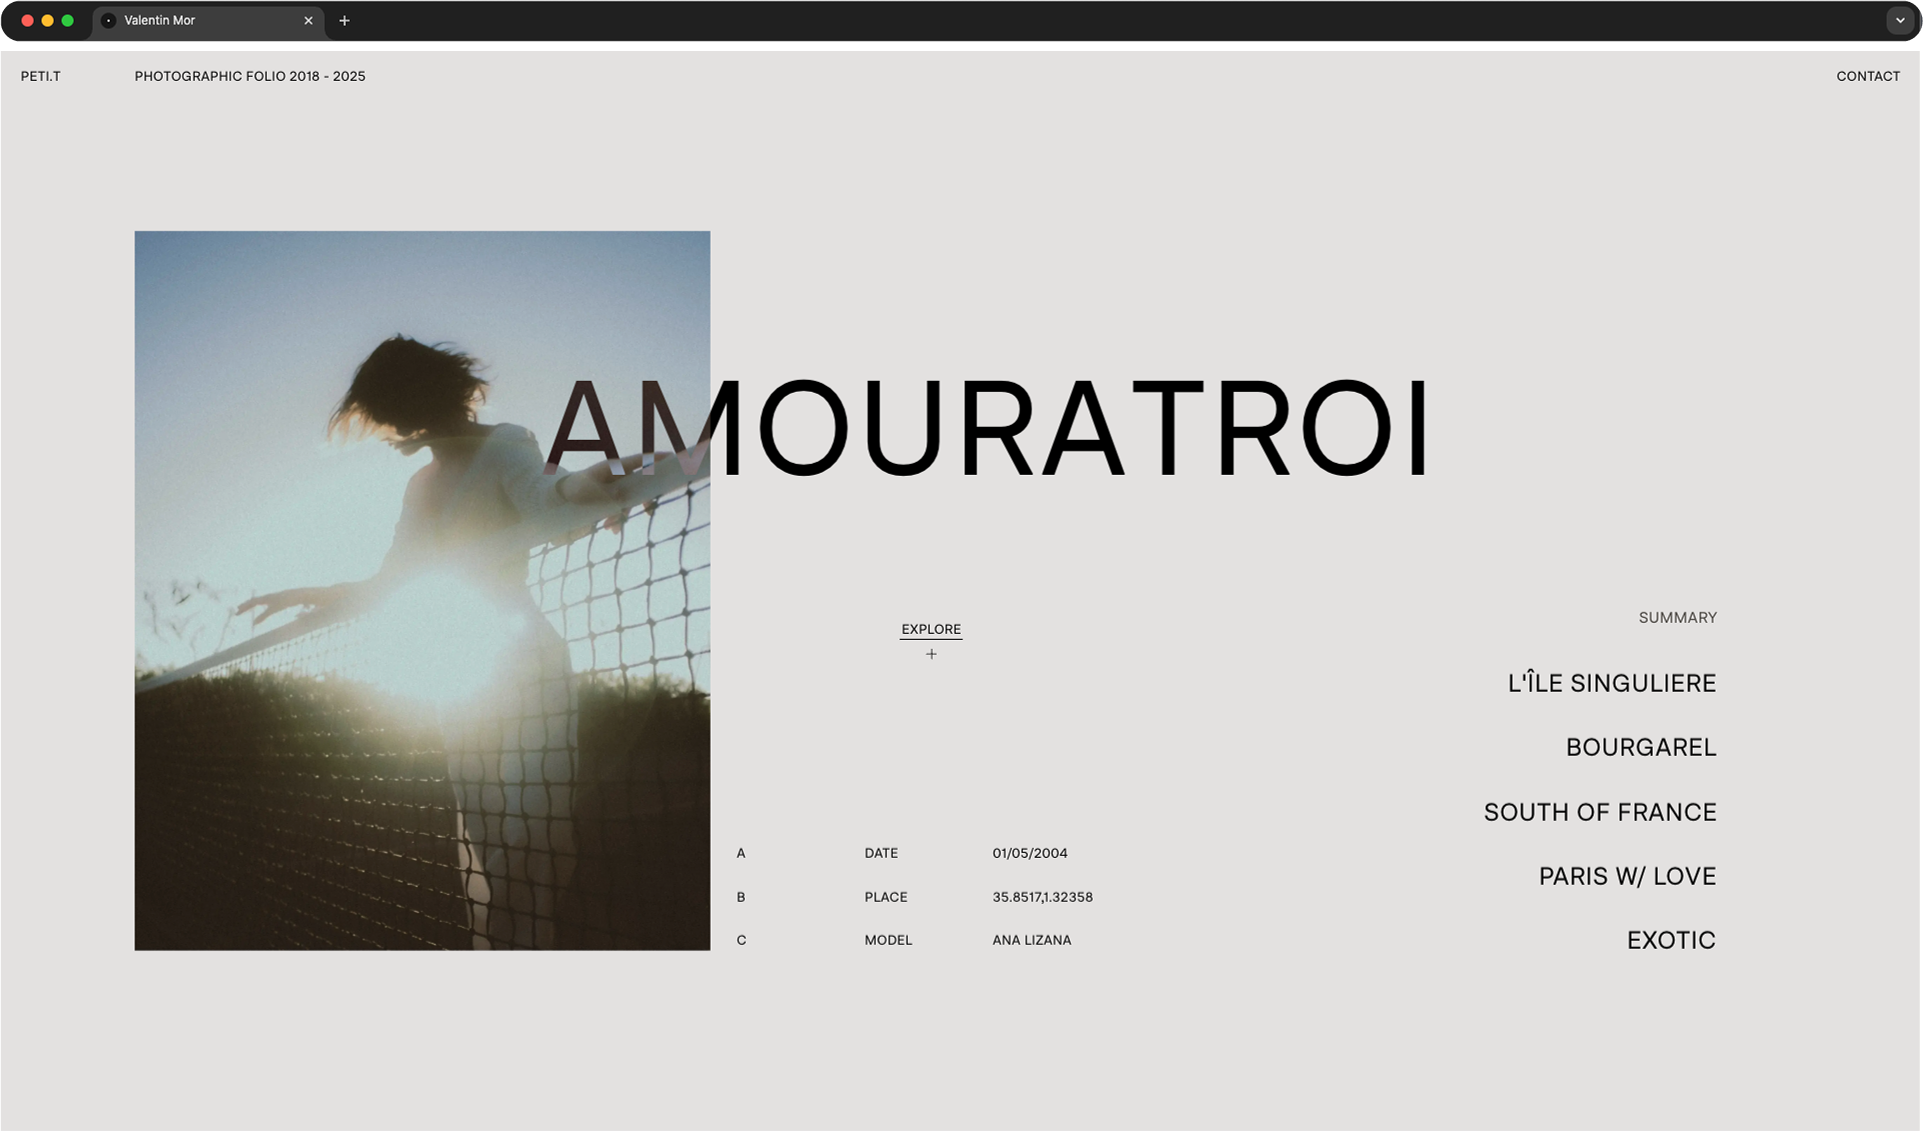 Valentin Mor
PETI.T
PHOTOGRAPHIC FOLIO 2018 - 2025
CONTACT
AMOURATROI
EXPLORE
+
SUMMARY
L'ÎLE SINGULIERE
BOURGAREL
SOUTH OF FRANCE
PARIS W/ LOVE
EXOTIC
A DATE 01/05/2004
B PLACE 35.8517,1.32358
C MODEL ANA LIZANA